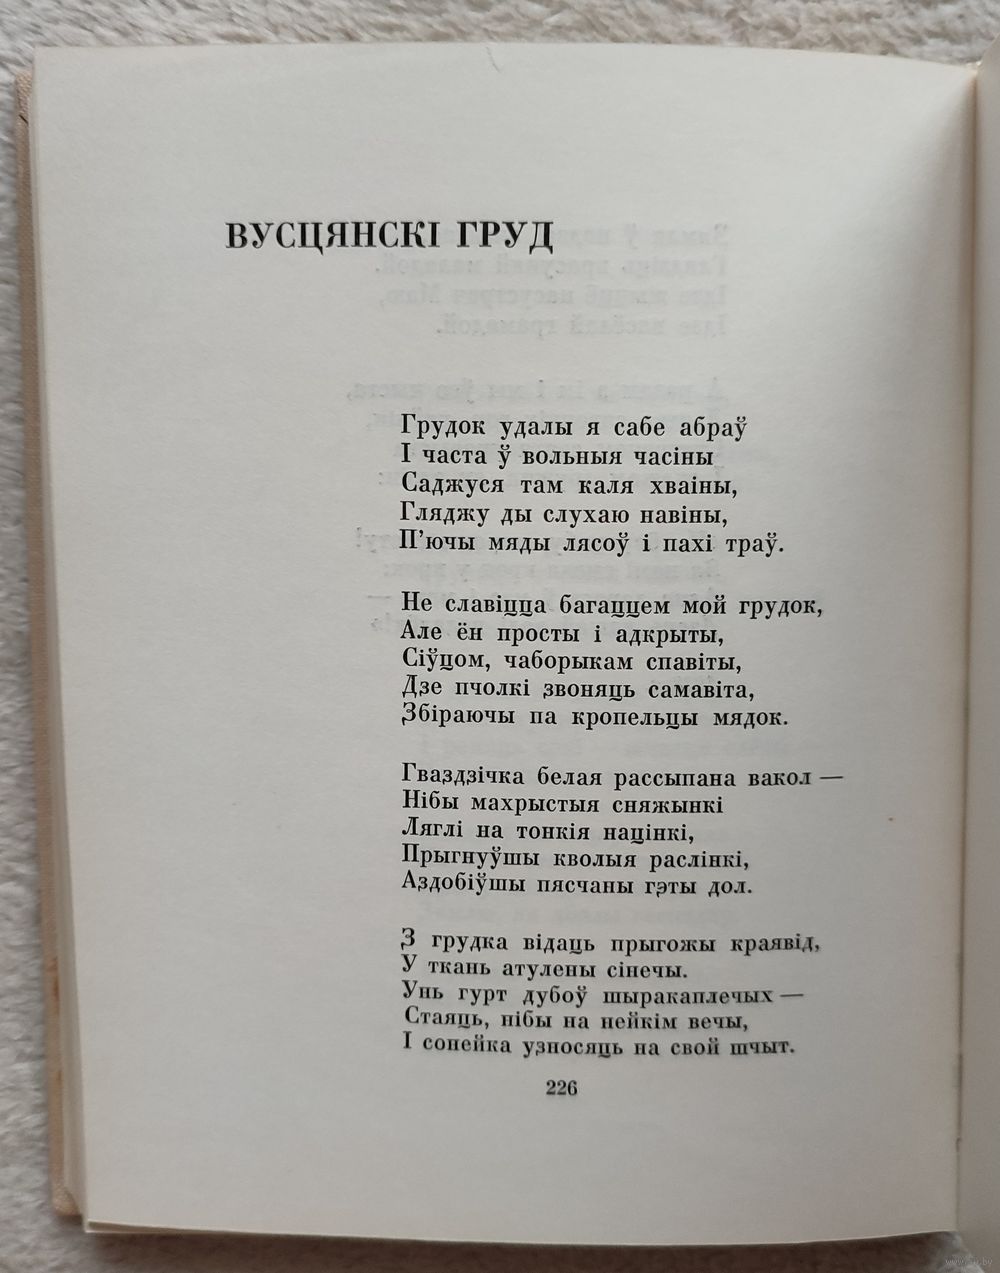 ВУСЦЯНСКІ ГРУД
Грудок удалы я сабе абраў
І часта ў вольныя часіны
Саджуся там каля хваіны,
Гляджу ды слухаю навіны,
П'ючы мяды лясоў і пахі траў.
Не славіцца багаццем мой грудок,
Але ён просты і адкрыты,
Сіўцом, чаборыкам спавіты,
Дзе пчолкі звоняць самавіта,
Збіраючы па кропельцы мядок.
Гваздзічка белая рассыпана вакол —
Нібы махрыстыя сняжынкі
Ляглі на тонкія націнкі,
Прыгнуўшы кволыя раслінкі,
Аздобіўшы пясчаны гэты дол.
З грудка відаць прыгожы краявід,
У ткань атулены сінечы.
Унь гурт дубоў шыракаплечых —
Стаяць, нібы на нейкім вечы,
І сонейка узносяць на свой шчыт.
226